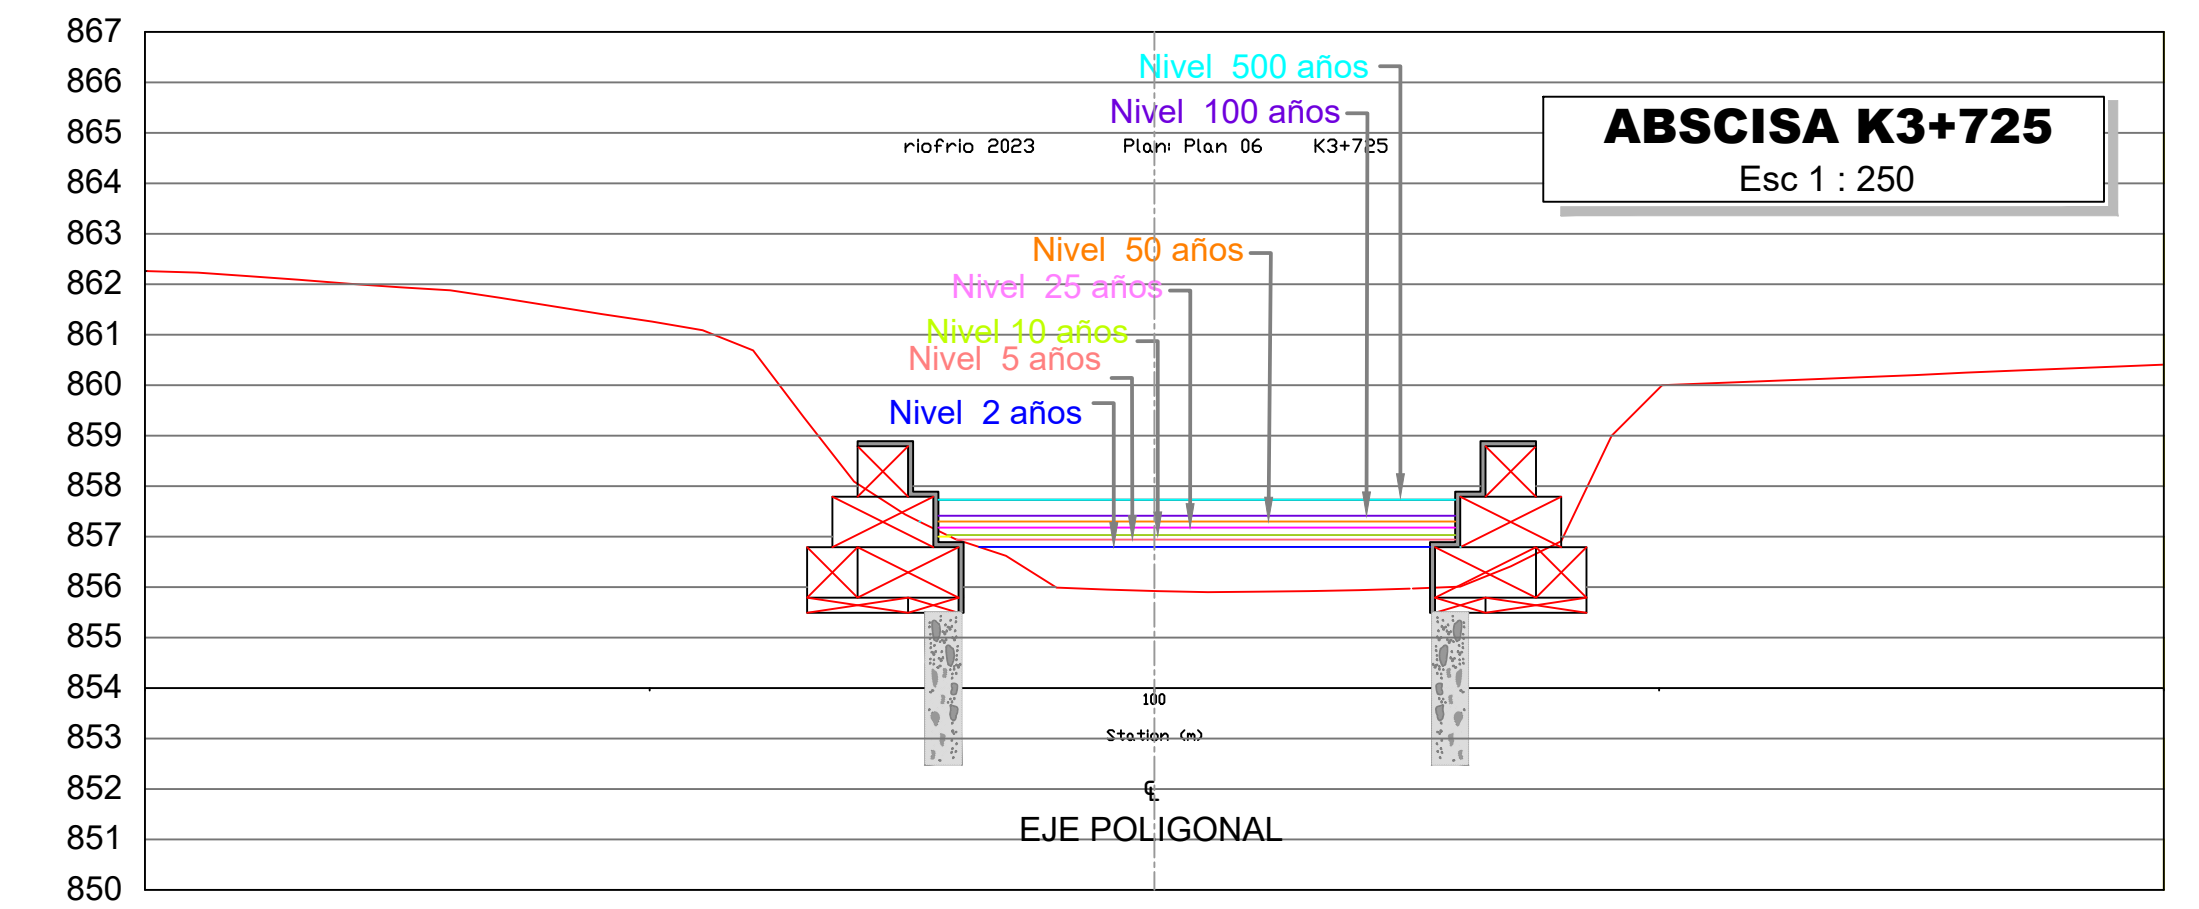 867
866
Nivel 500 años
865
Nivel 100 años
ABSCISA K3+725
riofrio 2023 Plan: Plan 06 K3+725
864
Esc 1 : 250
863
Nivel 50 años
862
Nivel 25 años
861
Nivel 10 años
860
Nivel 5 años
859
Nivel 2 años
858
857
856
855
854
100
853
Station (m)
852
℄
851
EJE POLIGONAL
850